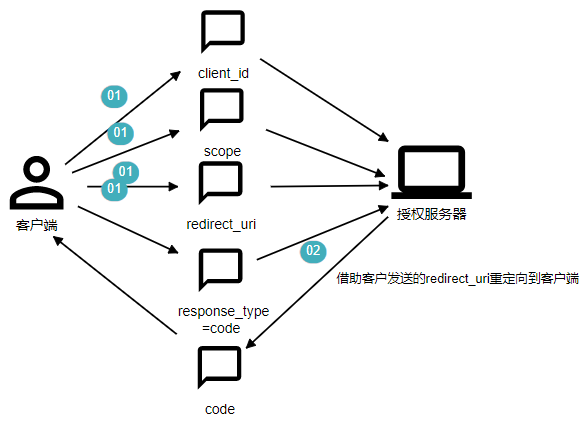 client_id
01
01
scope
01
01
客户端
redirect_uri
授权服务器
02
借助客户发送的redirect_uri重定向到客户端
response_type
=code
code